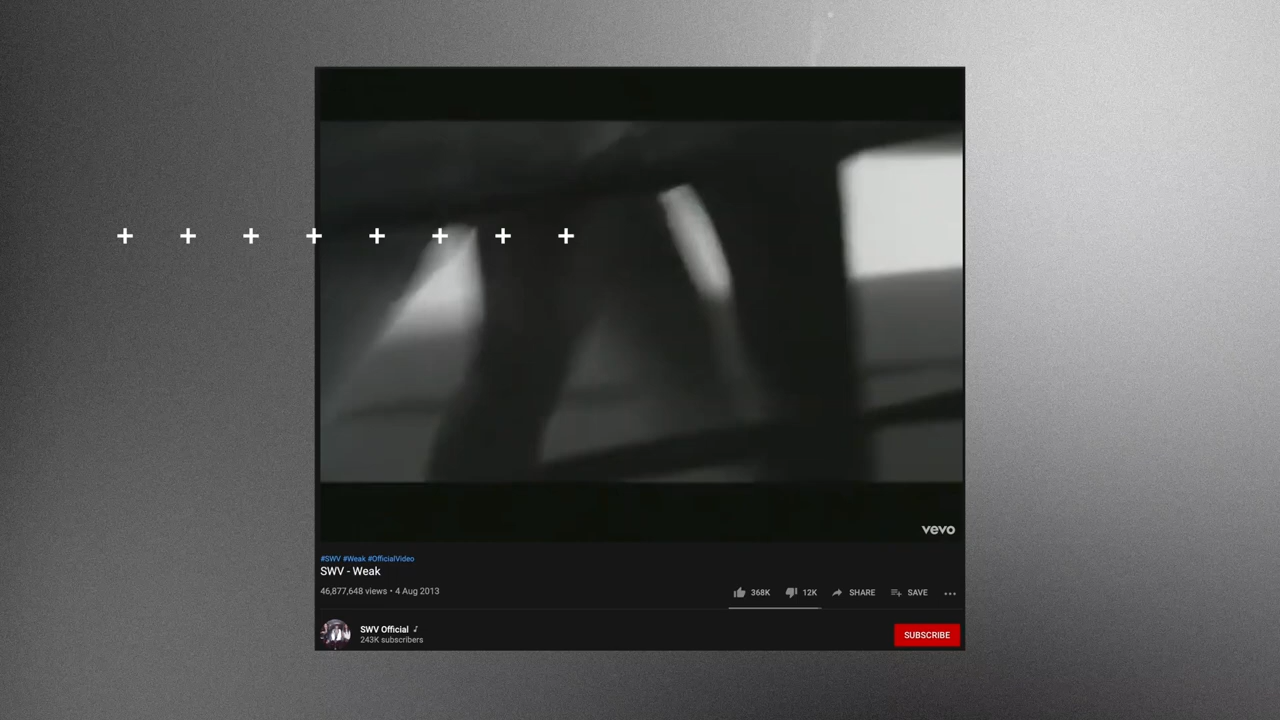 vevo
#SWV #Weak #OfficialVideo
SWV - Weak
46,877,648 views • 4 Aug 2013
368K 12K SHARE SAVE
SWV Official
243K subscribers
SUBSCRIBE